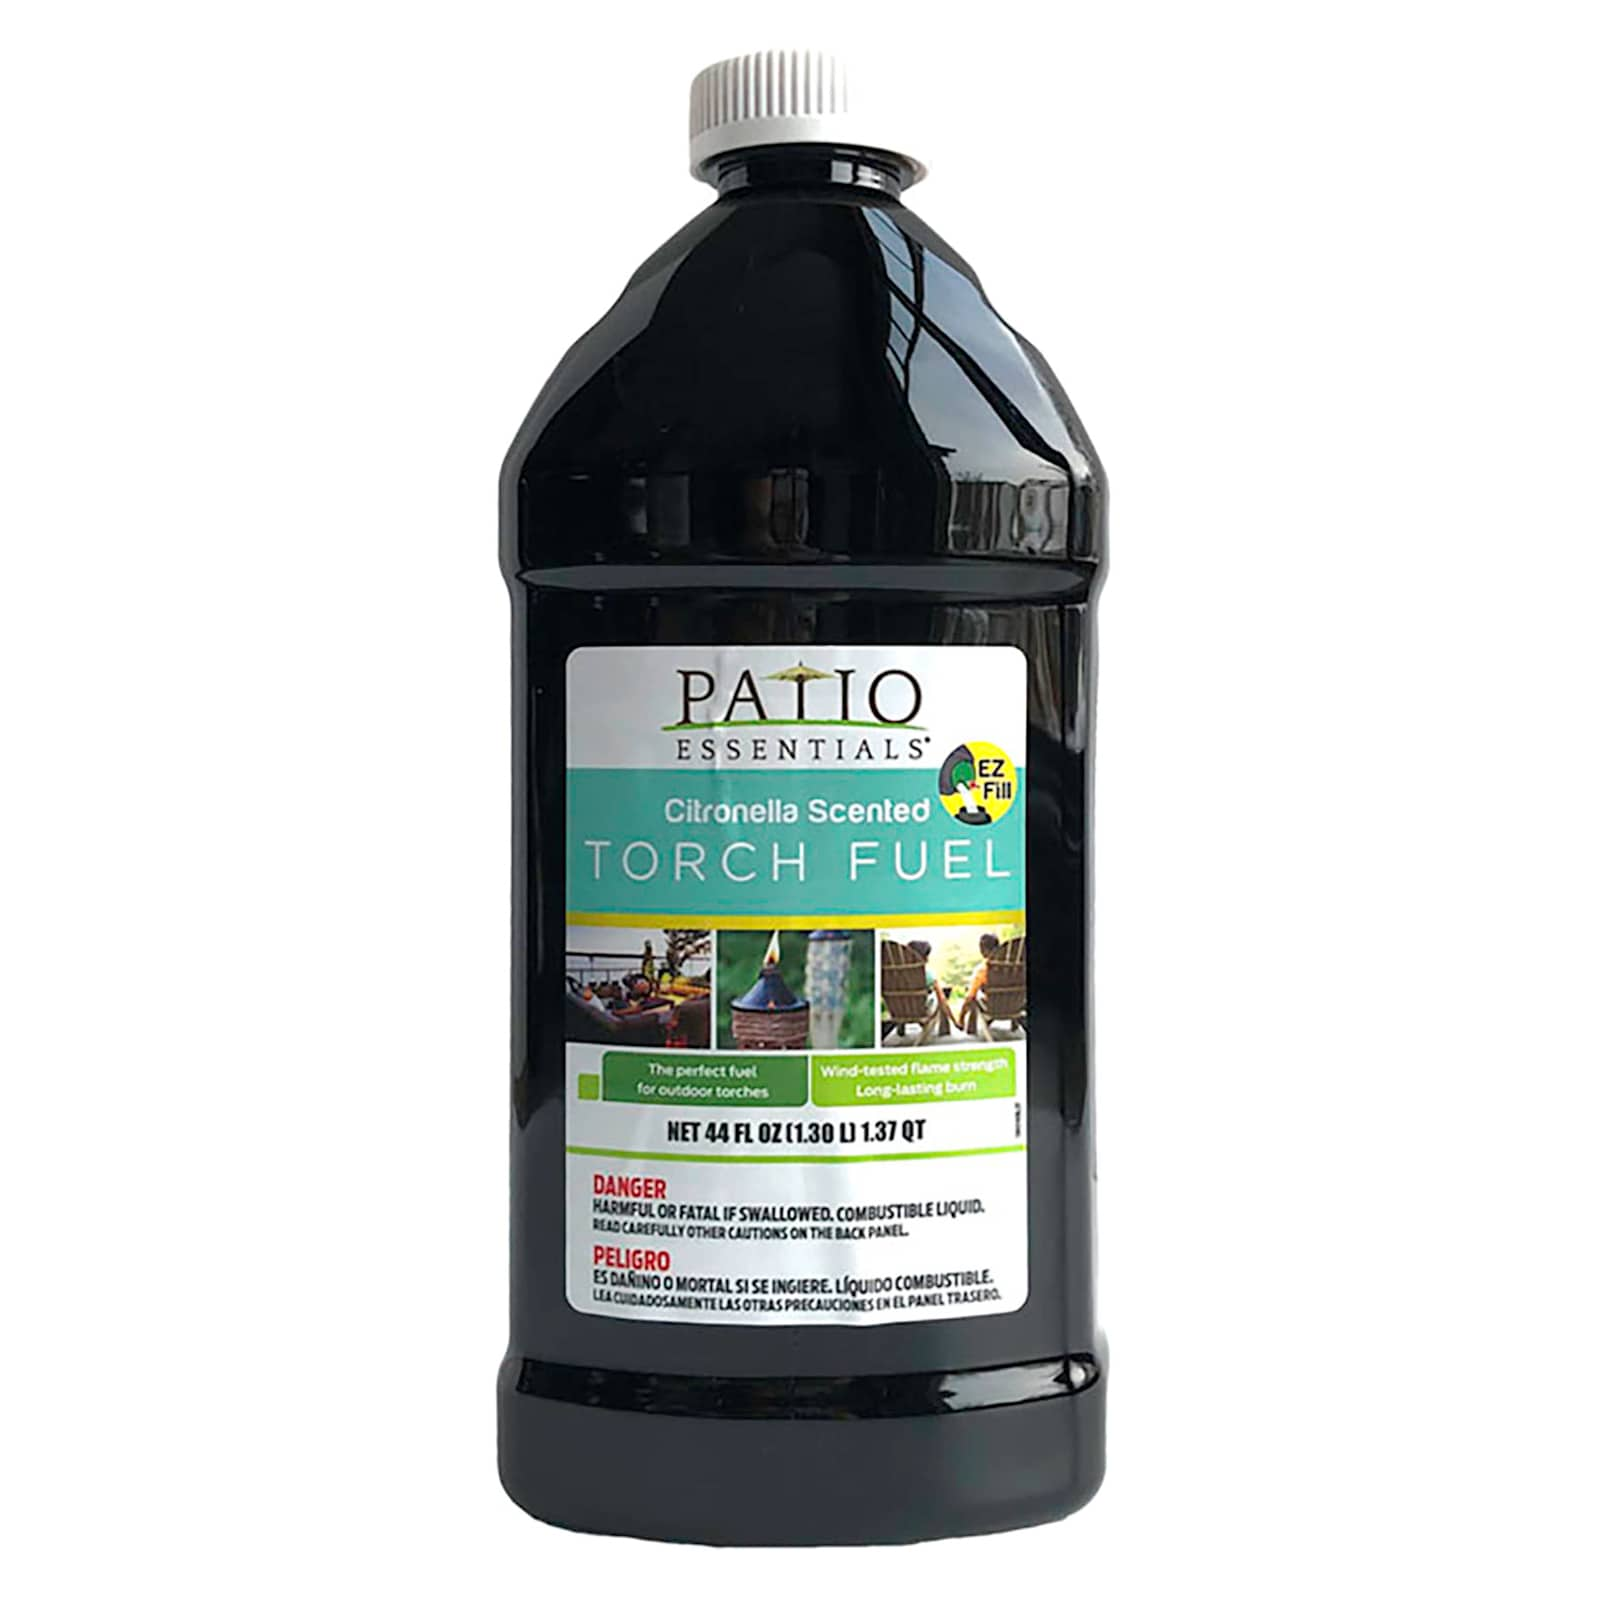 PATIO
ESSENTIALS®
EZ
Fill
Citronella Scented
TORCH FUEL
The perfect fuel
for outdoor torches
Wind-tested flame strength
Long-lasting burn
NET 44 FL OZ (1.30 L) 1.37 QT
DANGER
HARMFUL OR FATAL IF SWALLOWED. COMBUSTIBLE LIQUID.
READ CAREFULLY OTHER CAUTIONS ON THE BACK PANEL.
PELIGRO
ES DAÑINO O MORTAL SI SE INGIERE. LÍQUIDO COMBUSTIBLE.
LEA CUIDADOSAMENTE LAS OTRAS PRECAUCIONES EN EL PANEL TRASERO.